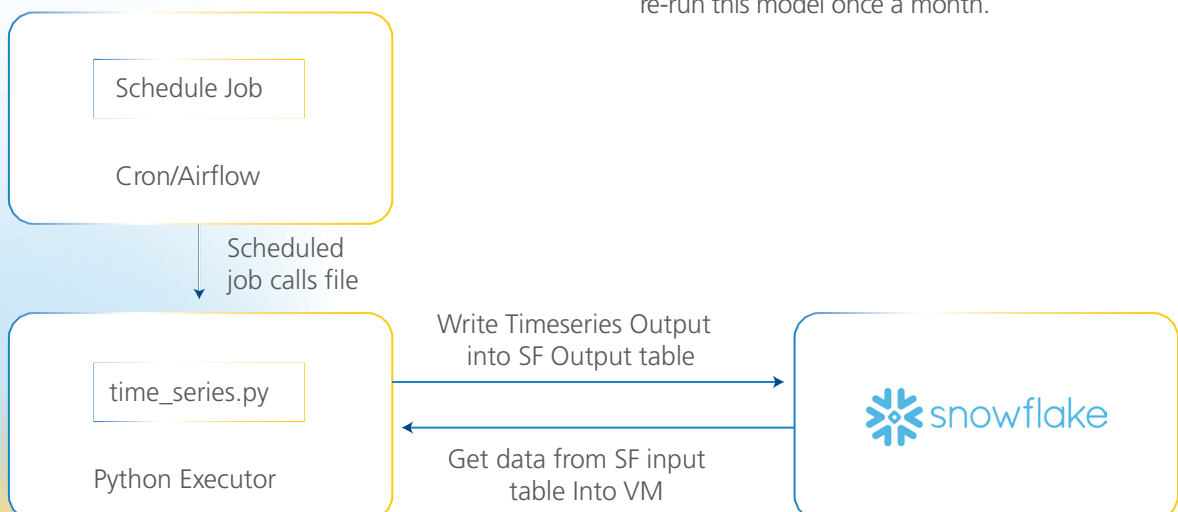 re-run this model once a month.
Schedule Job
Cron/Airflow
Scheduled
job calls file
Write Timeseries Output
into SF Output table
time_series.py
Python Executor
snowflake
Get data from SF input
table Into VM